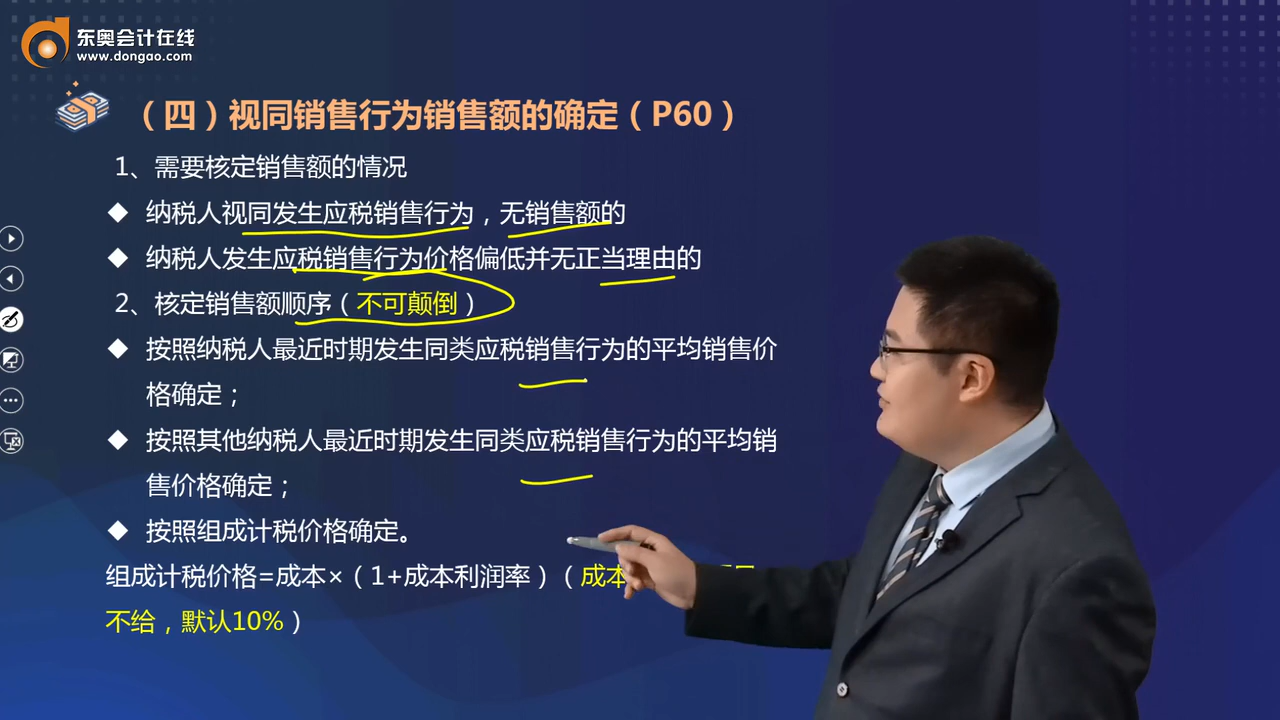 东奥会计在线
www.dongao.com
（四）视同销售行为销售额的确定（P60）
1、需要核定销售额的情况
◆ 纳税人视同发生应税销售行为，无销售额的
◆ 纳税人发生应税销售行为价格偏低并无正当理由的
2、核定销售额顺序（不可颠倒）
◆ 按照纳税人最近时期发生同类应税销售行为的平均销售价
格确定；
◆ 按照其他纳税人最近时期发生同类应税销售行为的平均销
售价格确定；
◆ 按照组成计税价格确定。
组成计税价格=成本×（1+成本利润率）（成本
不给，默认10%）